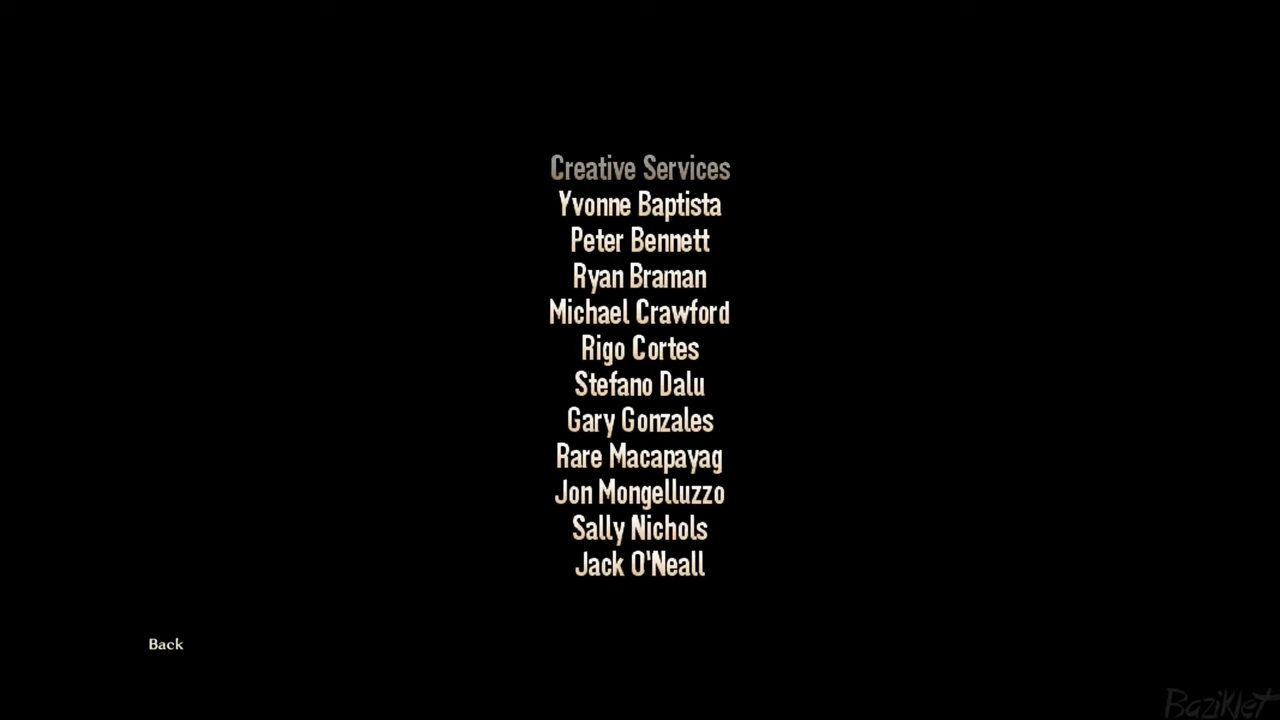 Creative Services
Yvonne Baptista
Peter Bennett
Ryan Braman
Michael Crawford
Rigo Cortes
Stefano Dalu
Gary Gonzales
Rare Macapayag
Jon Mongelluzzo
Sally Nichols
Jack O'Neall
Back
Baziklet